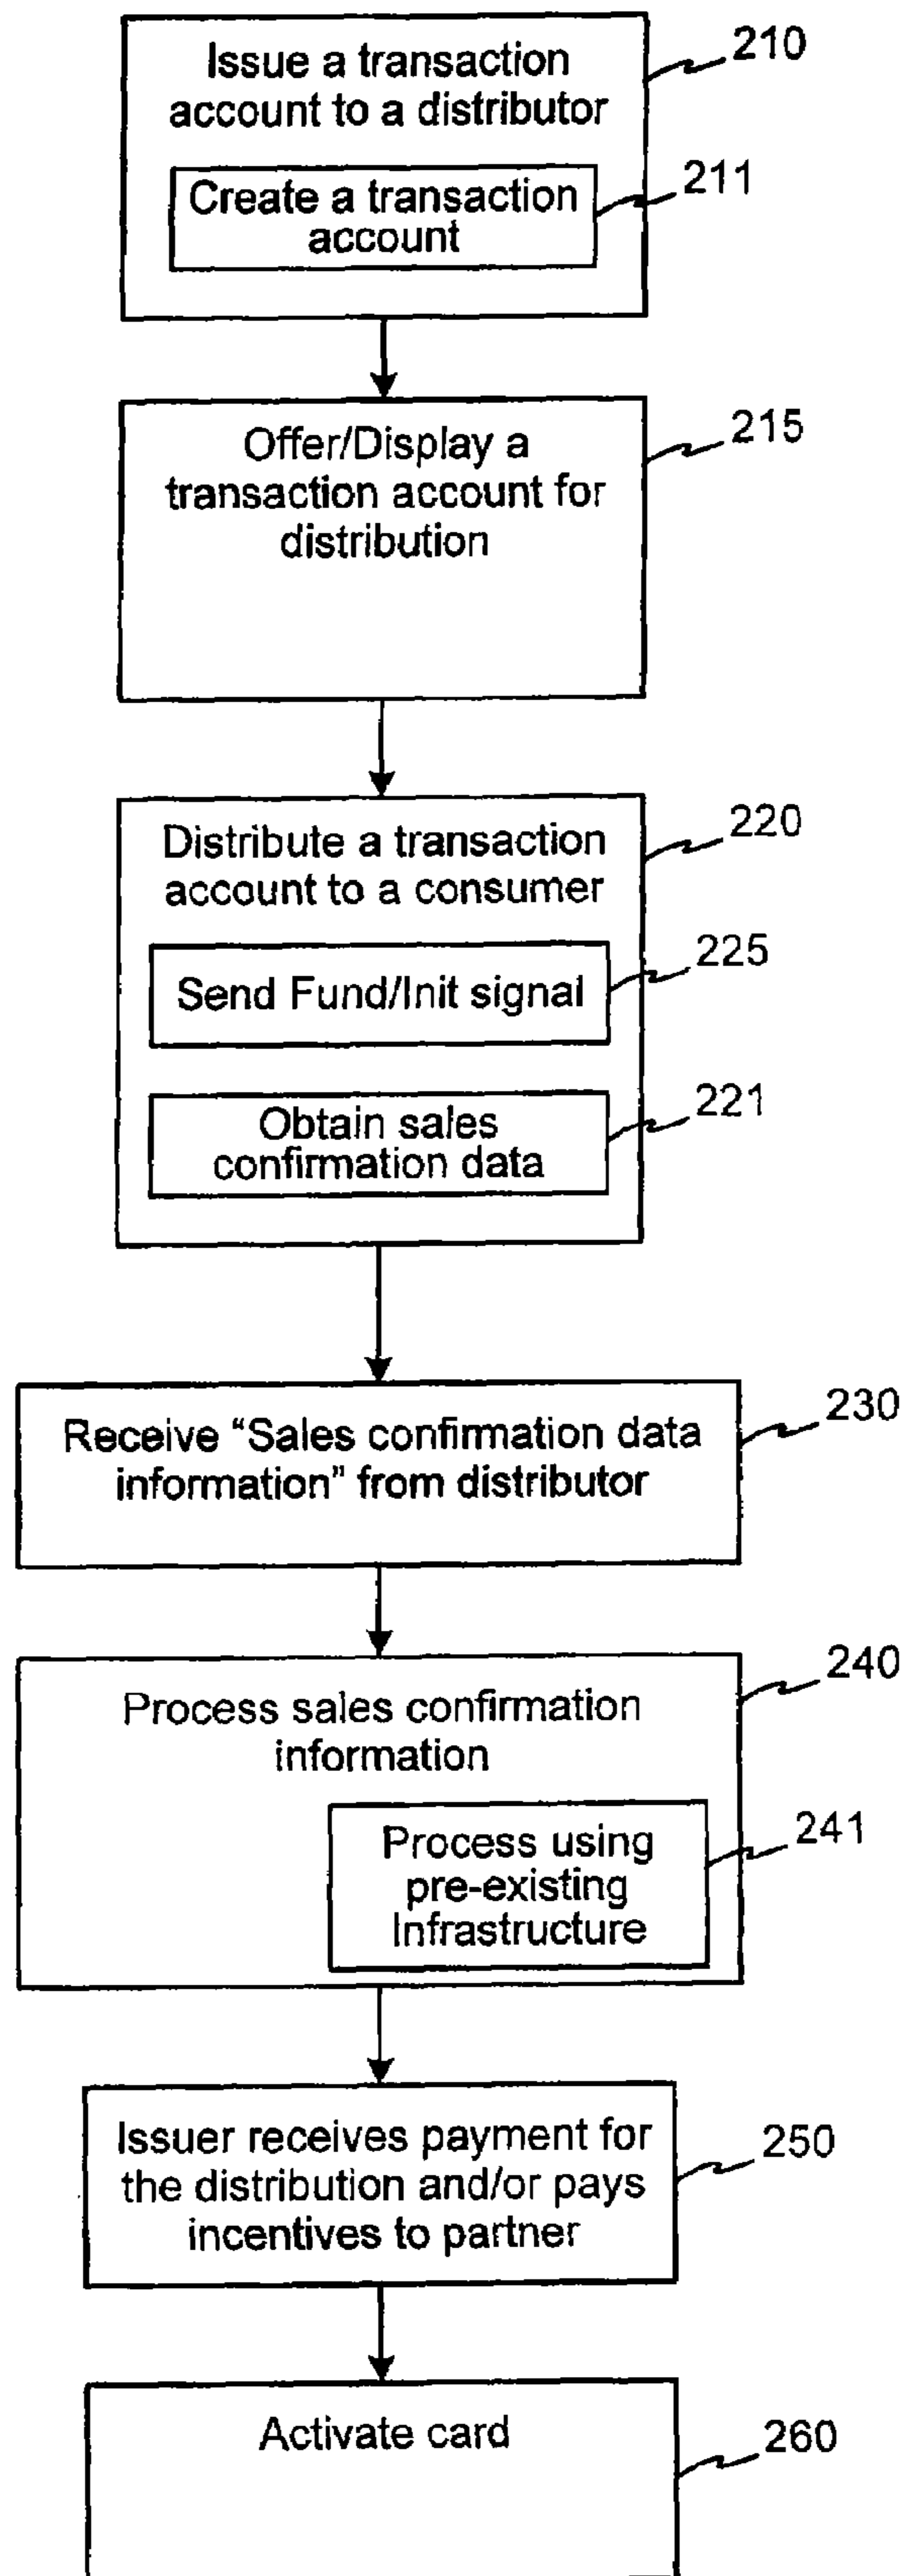 Issue a transaction
account to a distributor
210
Create a transaction
account
211
Offer/Display a
transaction account for
distribution
215
Distribute a transaction
account to a consumer
220
Send Fund/Init signal
225
Obtain sales
confirmation data
221
Receive “Sales confirmation data
information” from distributor
230
Process sales confirmation
information
240
Process using
pre-existing
Infrastructure
241
Issuer receives payment for
the distribution and/or pays
incentives to partner
250
Activate card
260